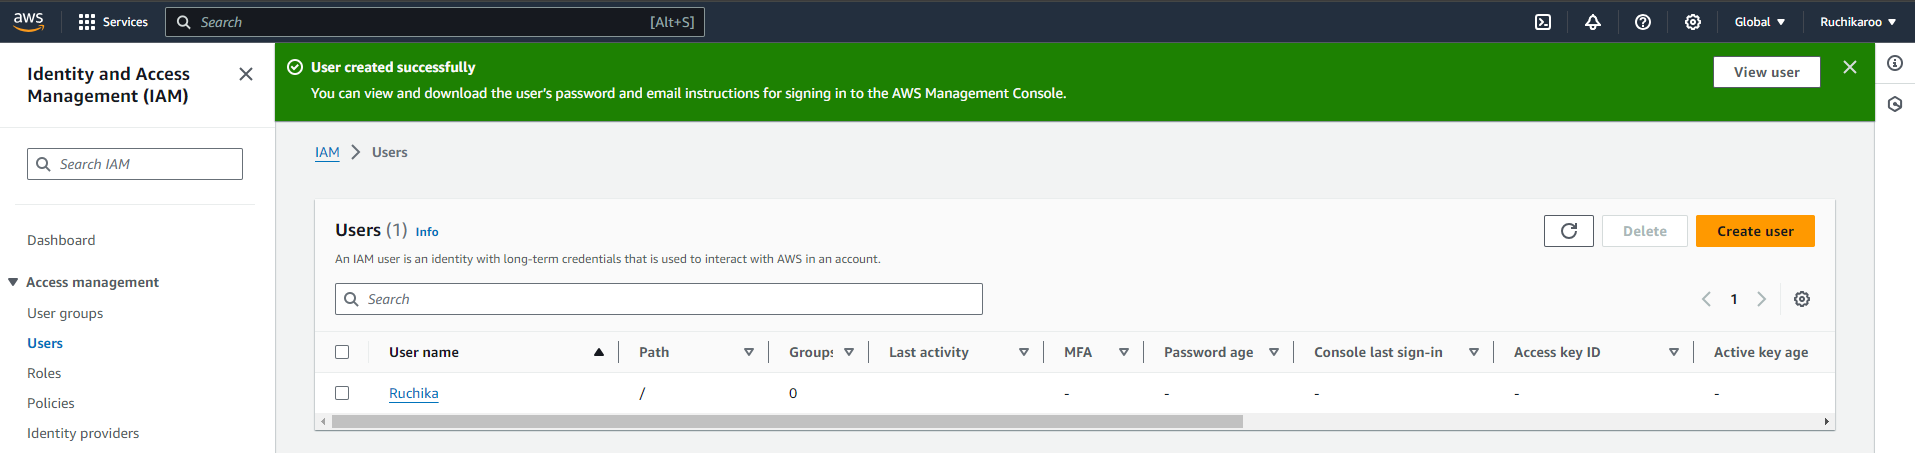 aws
Services
Search
[Alt+S]
Global
Ruchikaroo
Identity and Access
Management (IAM)
Search IAM
Dashboard
Access management
User groups
Users
Roles
Policies
Identity providers
User created successfully
You can view and download the user's password and email instructions for signing in to the AWS Management Console.
View user
IAM > Users
Users (1) Info
Delete
Create user
An IAM user is an identity with long-term credentials that is used to interact with AWS in an account.
Search
1
User name Path Groups Last activity MFA Password age Console last sign-in Access key ID Active key age
Ruchika / 0 - - - - -